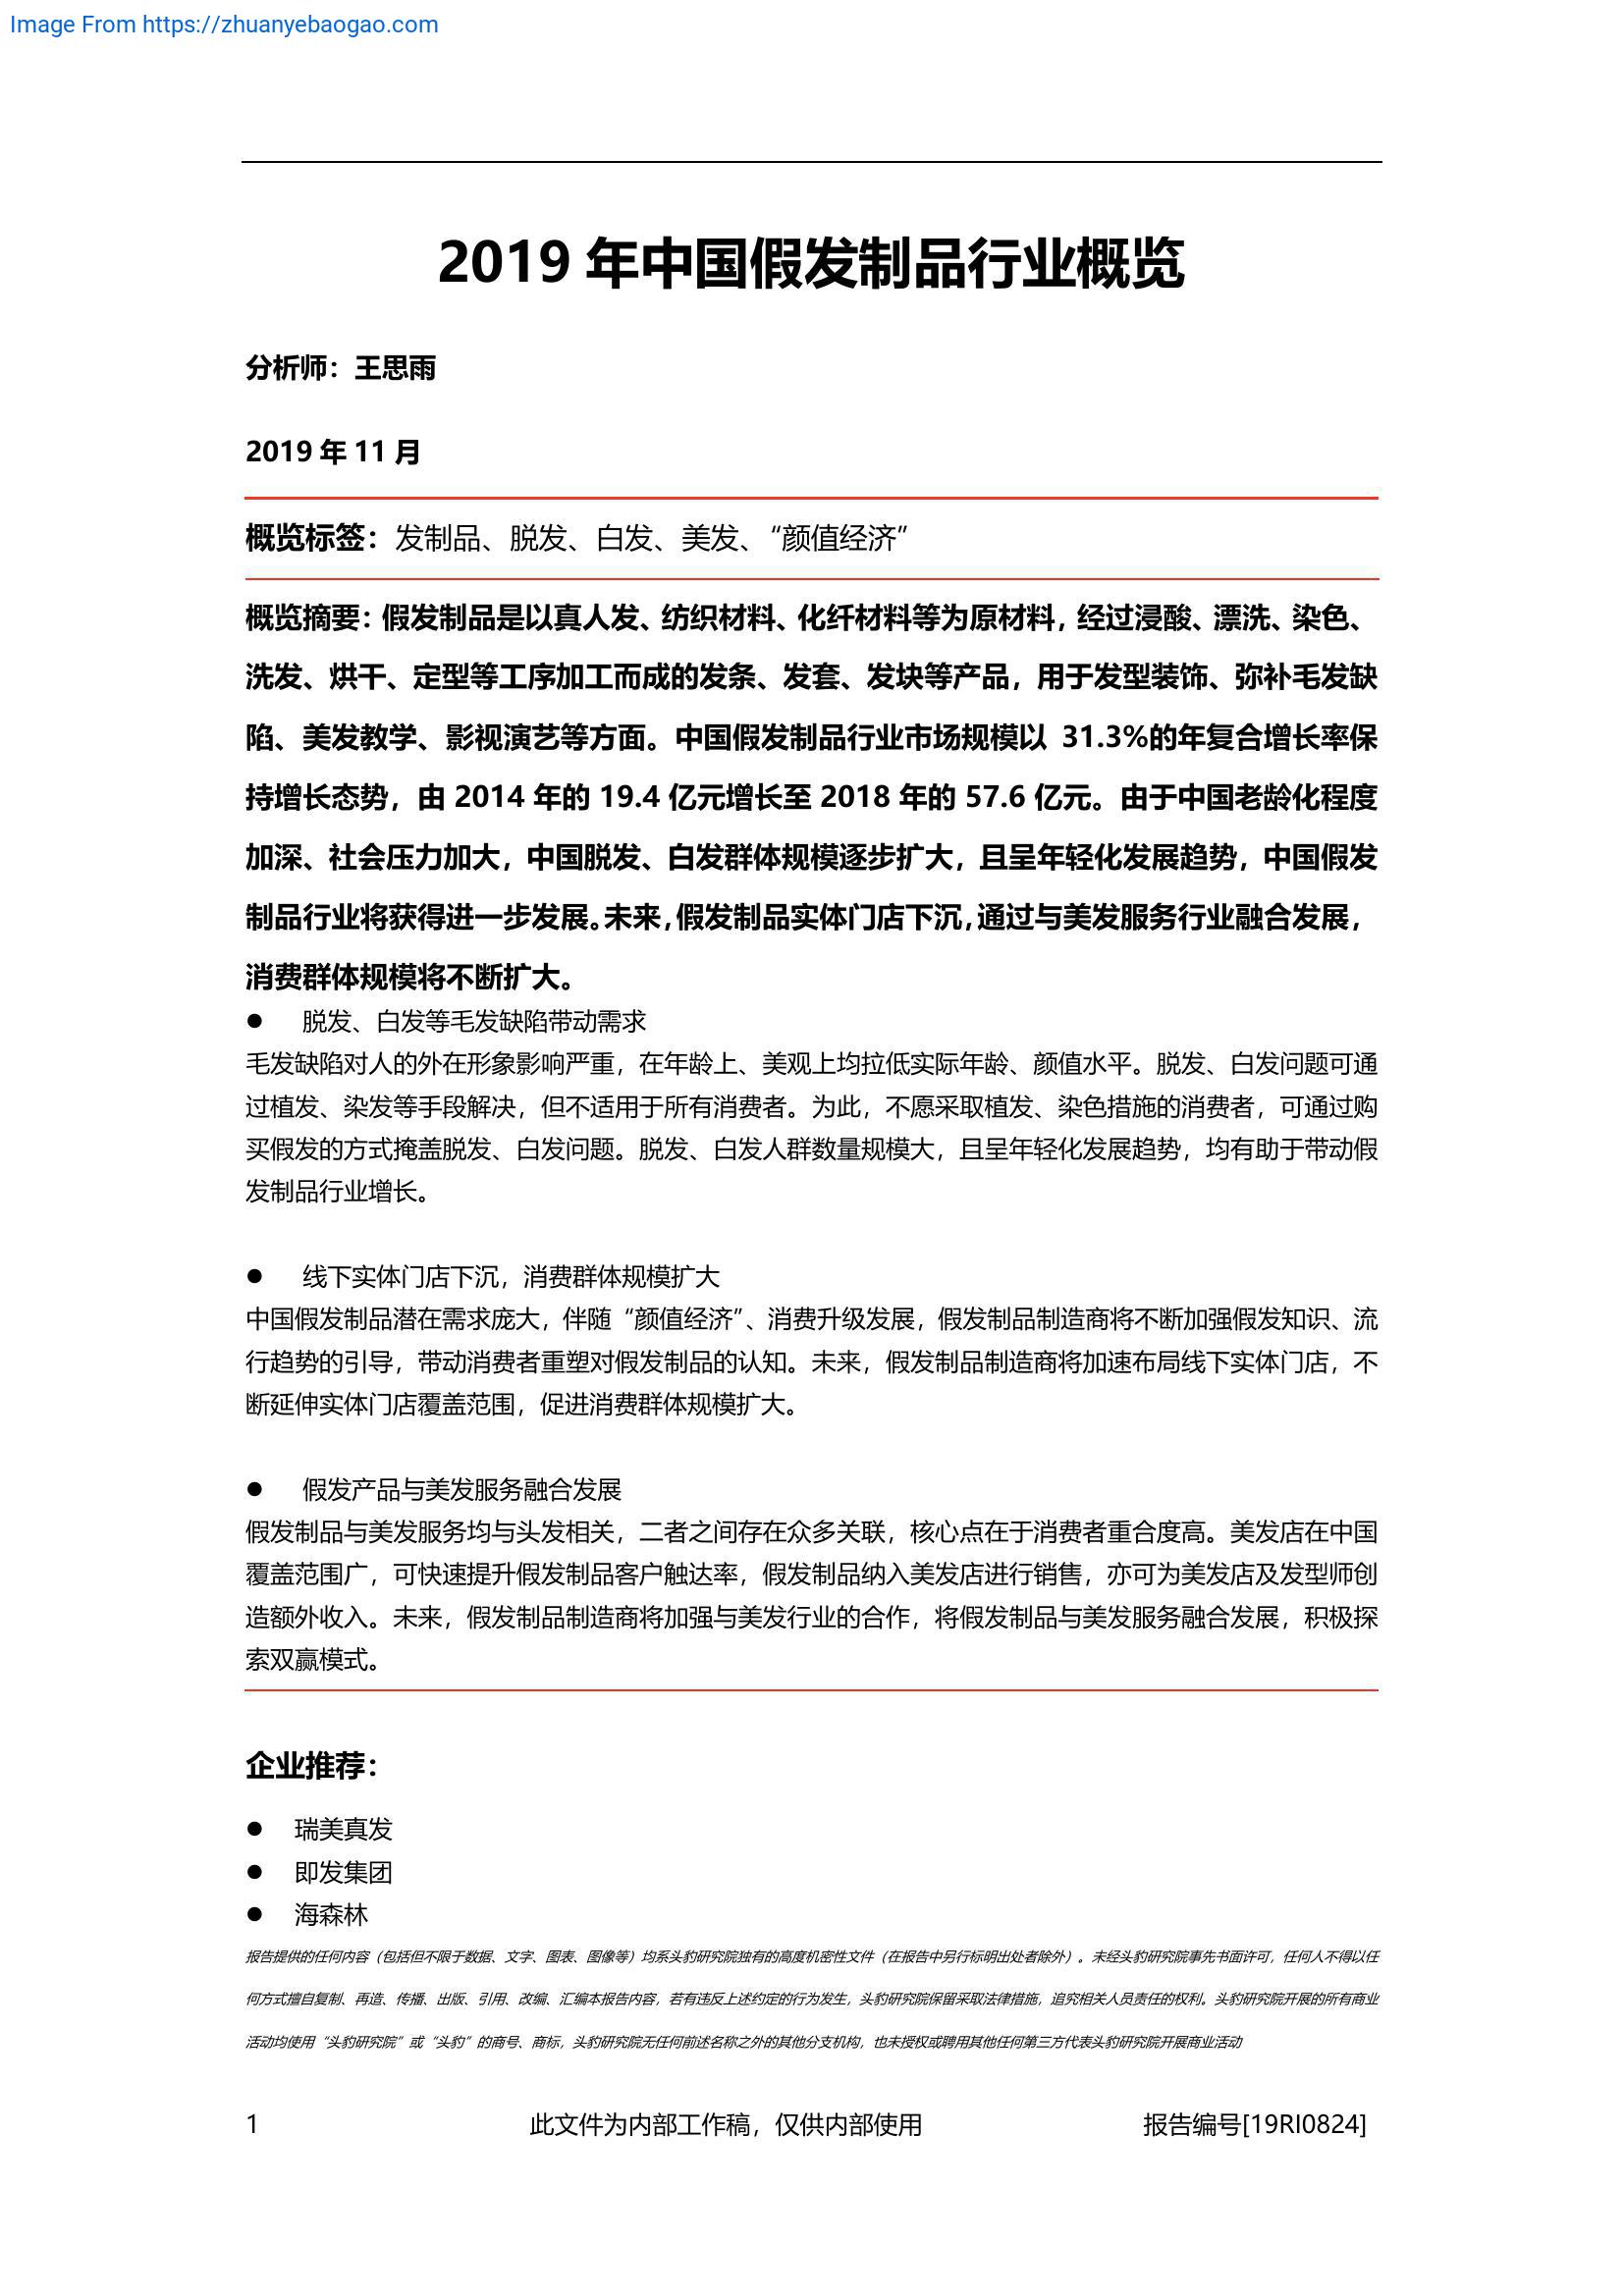 Image From https://zhuanyebaogao.com
2019 年中国假发制品行业概览
分析师：王思雨
2019 年 11 月
概览标签：发制品、脱发、白发、美发、“颜值经济”
概览摘要：假发制品是以真人发、纺织材料、化纤材料等为原材料，经过浸酸、漂洗、染色、
洗发、烘干、定型等工序加工而成的发条、发套、发块等产品，用于发型装饰、弥补毛发缺
陷、美发教学、影视演艺等方面。中国假发制品行业市场规模以 31.3%的年复合增长率保
持增长态势，由 2014 年的 19.4 亿元增长至 2018 年的 57.6 亿元。由于中国老龄化程度
加深、社会压力加大，中国脱发、白发群体规模逐步扩大，且呈年轻化发展趋势，中国假发
制品行业将获得进一步发展。未来，假发制品实体门店下沉，通过与美发服务行业融合发展，
消费群体规模将不断扩大。
● 脱发、白发等毛发缺陷带动需求
毛发缺陷对人的外在形象影响严重，在年龄上、美观上均拉低实际年龄、颜值水平。脱发、白发问题可通
过植发、染发等手段解决，但不适用于所有消费者。为此，不愿采取植发、染色措施的消费者，可通过购
买假发的方式掩盖脱发、白发问题。脱发、白发人群数量规模大，且呈年轻化发展趋势，均有助于带动假
发制品行业增长。
● 线下实体门店下沉，消费群体规模扩大
中国假发制品潜在需求庞大，伴随“颜值经济”、消费升级发展，假发制品制造商将不断加强假发知识、流
行趋势的引导，带动消费者重塑对假发制品的认知。未来，假发制品制造商将加速布局线下实体门店，不
断延伸实体门店覆盖范围，促进消费群体规模扩大。
● 假发产品与美发服务融合发展
假发制品与美发服务均与头发相关，二者之间存在众多关联，核心点在于消费者重合度高。美发店在中国
覆盖范围广，可快速提升假发制品客户触达率，假发制品纳入美发店进行销售，亦可为美发店及发型师创
造额外收入。未来，假发制品制造商将加强与美发行业的合作，将假发制品与美发服务融合发展，积极探
索双赢模式。
企业推荐：
● 瑞美真发
● 即发集团
● 海森林
报告提供的任何内容（包括但不限于数据、文字、图表、图像等）均系头豹研究院独有的高度机密性文件（在报告中另行标明出处者除外）。未经头豹研究院事先书面许可，任何人不得以任
何方式擅自复制、再造、传播、出版、引用、改编、汇编本报告内容，若有违反上述约定的行为发生，头豹研究院保留采取法律措施，追究相关人员责任的权利。头豹研究院开展的所有商业
活动均使用“头豹研究院”或“头豹”的商号、商标，头豹研究院无任何前述名称之外的其他分支机构，也未授权或聘用其他任何第三方代表头豹研究院开展商业活动
1 此文件为内部工作稿，仅供内部使用 报告编号[19RI0824]